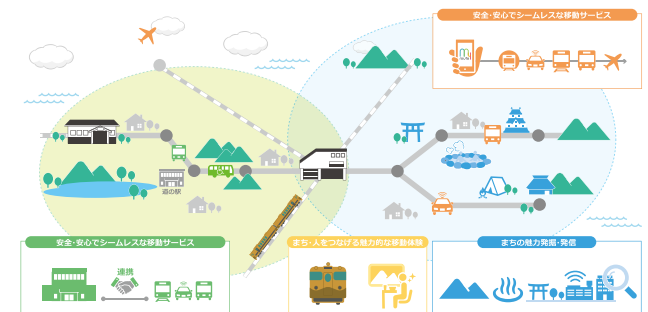 安全・安心でシームレスな移動サービス
道の駅
安全・安心でシームレスな移動サービス
連携
まち・人をつなげる魅力的な移動体験
まちの魅力発掘・発信